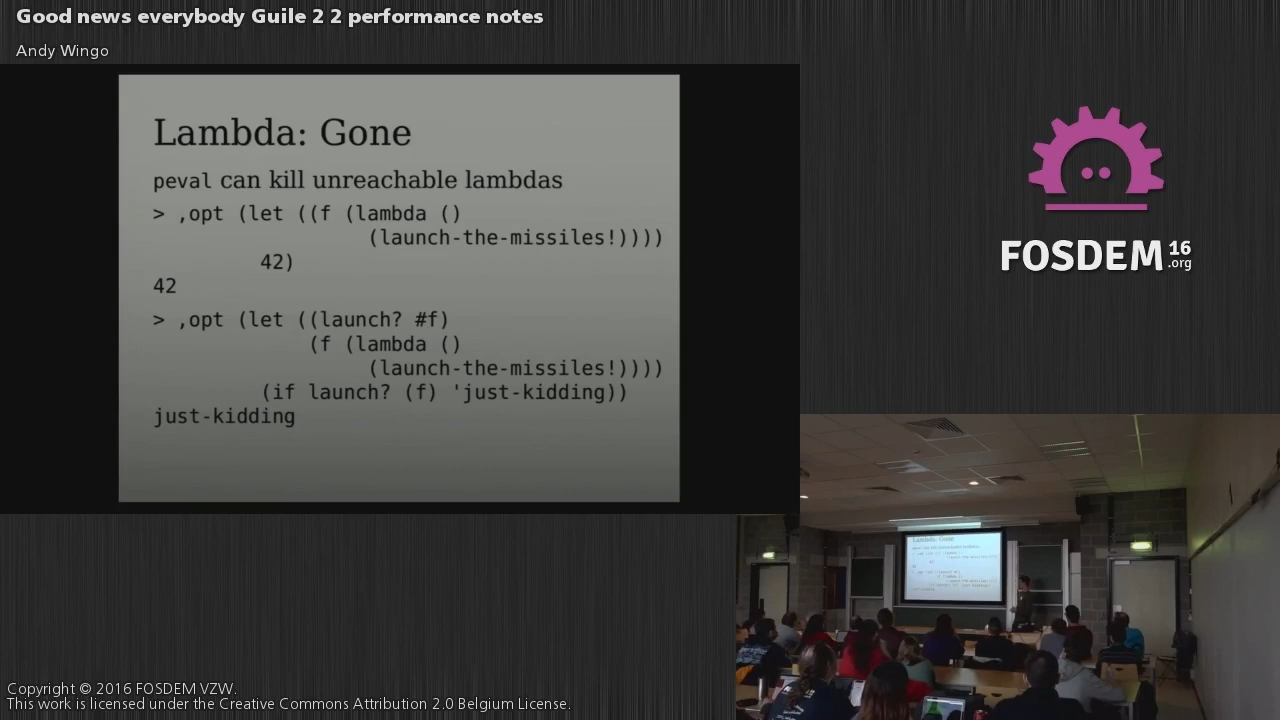 Good news everybody Guile 2 2 performance notes
Andy Wingo
Lambda: Gone
peval can kill unreachable lambdas
> ,opt (let ((f (lambda ()
(launch-the-missiles!))))
42)
42
> ,opt (let ((launch? #f)
(f (lambda ()
(launch-the-missiles!))))
(if launch? (f) 'just-kidding))
just-kidding
FOSDEM 16
.org
Lambda: Gone
Copyright © 2016 FOSDEM VZW.
This work is licensed under the Creative Commons Attribution 2.0 Belgium License.